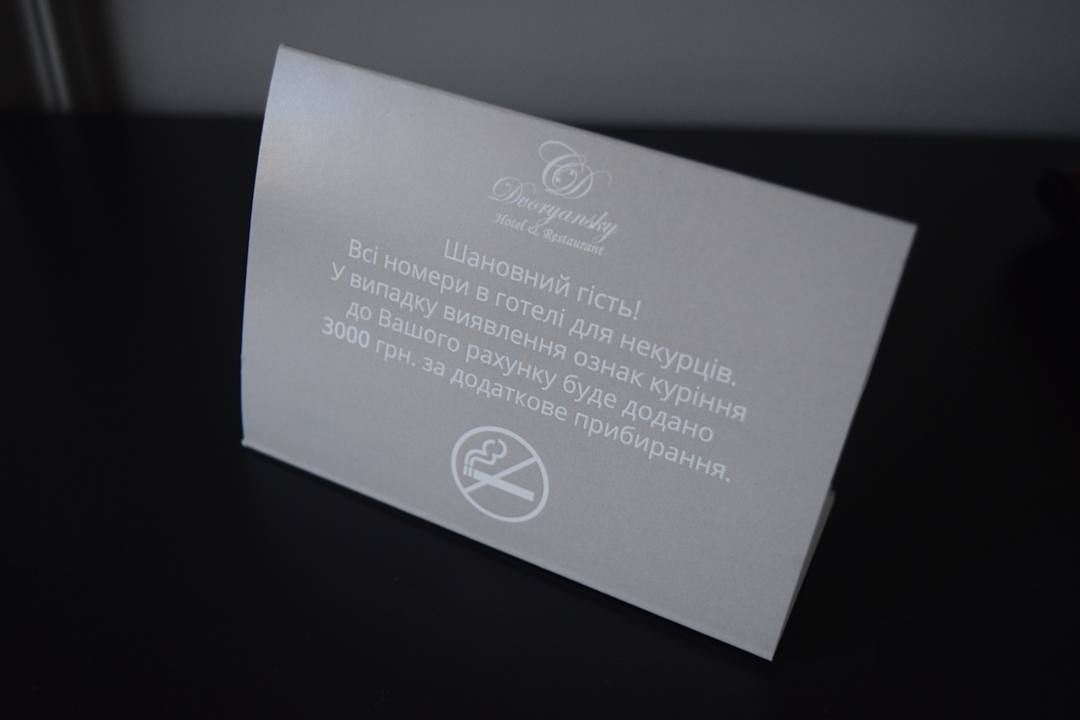 Dvoryansky
Hotel & Restaurant
Шановний гість!
Всі номери в готелі для некурців.
У випадку виявлення ознак куріння
до Вашого рахунку буде додано
3000 грн. за додаткове прибирання.